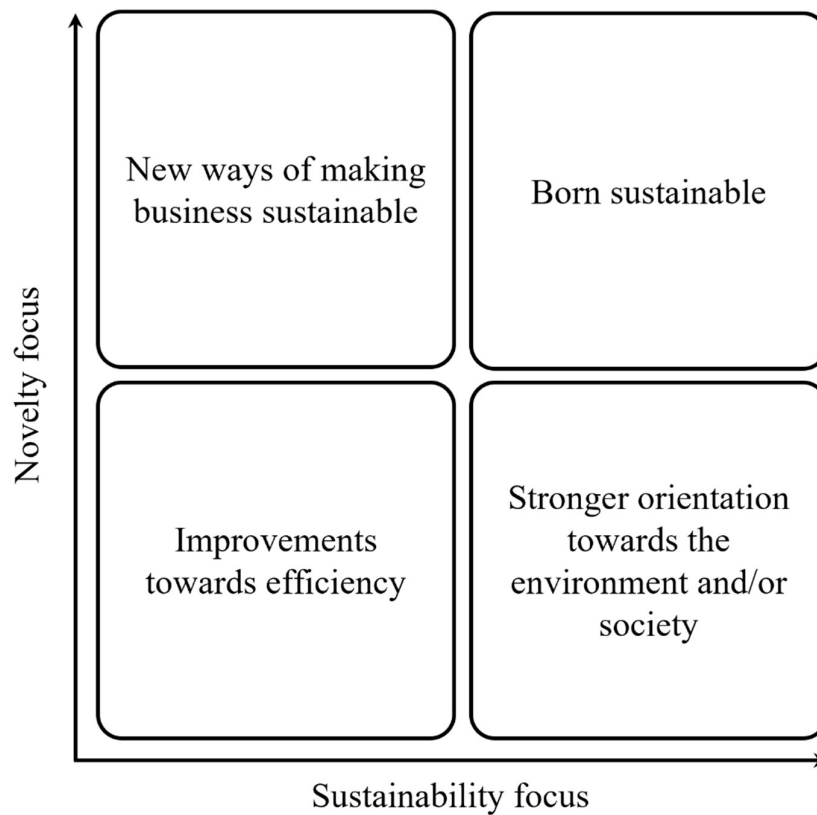 New ways of making
business sustainable
Born sustainable
Novelty focus
Improvements
towards efficiency
Stronger orientation
towards the
environment and/or
society
Sustainability focus